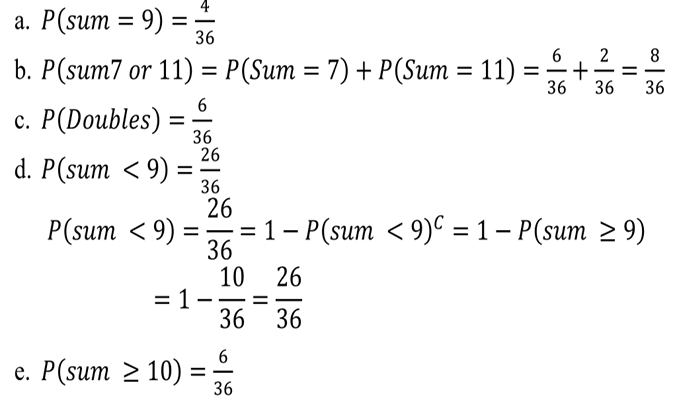 a. P(sum = 9) = 4/36
b. P(sum7 or 11) = P(Sum = 7) + P(Sum = 11) = 6/36 + 2/36 = 8/36
c. P(Doubles) = 6/36
d. P(sum < 9) = 26/36
P(sum < 9) = 26/36 = 1 − P(sum < 9)^C = 1 − P(sum ≥ 9)
= 1 − 10/36 = 26/36
e. P(sum ≥ 10) = 6/36